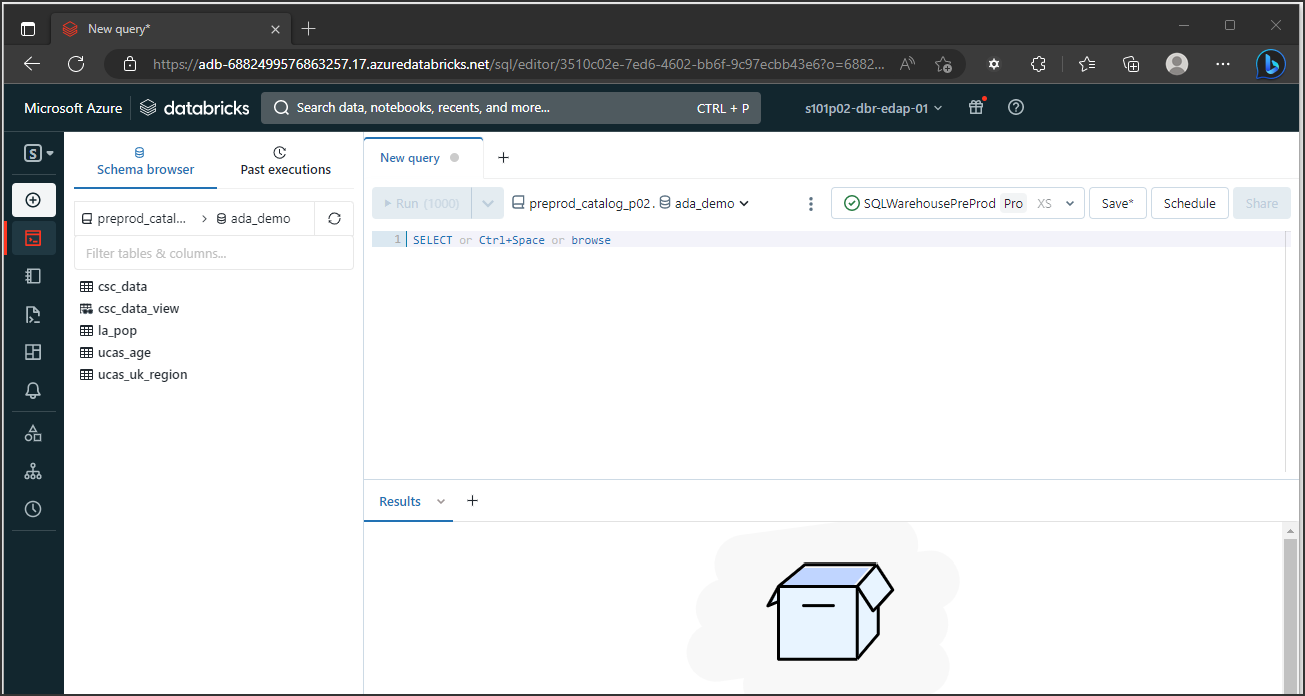 New query*
https://adb-6882499576863257.17.azuredatabricks.net/sql/editor/3510c02e-7ed6-4602-bb6f-9c97ecbb43e6?o=6882...
Microsoft Azure databricks Search data, notebooks, recents, and more... CTRL + P s101p02-dbr-edap-01
S
Schema browser
Past executions
preprod_catal... > ada_demo
Filter tables & columns...
csc_data
csc_data_view
la_pop
ucas_age
ucas_uk_region
New query
Run (1000) preprod_catalog_p02. ada_demo SQLWarehousePreProd Pro XS Save* Schedule Share
1 SELECT or Ctrl+Space or browse
Results